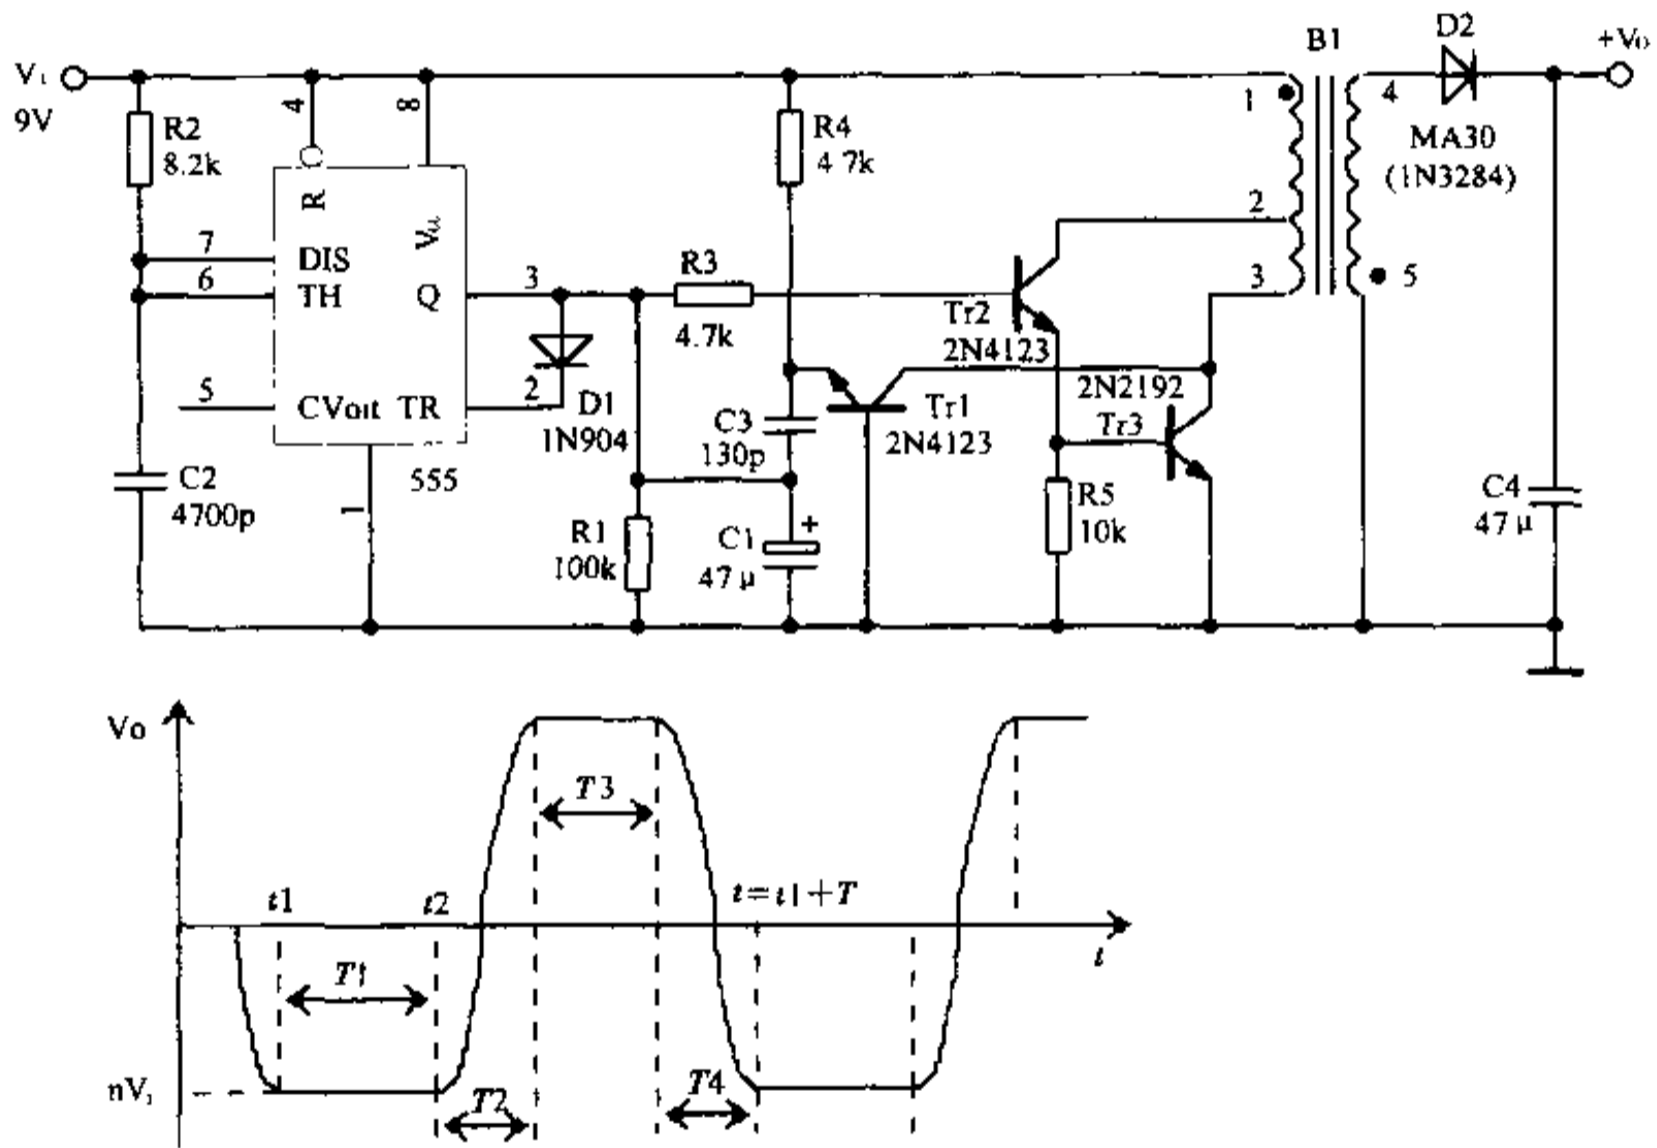 B1
D2
+Vo
V1
9V
4
8
R2
8.2k
R4
4.7k
1
4
MA30
(1N3284)
R
Vcc
7
DIS
6
TH
Q
3
R3
4.7k
2
3
5
Tr2
2N4123
5
CVolt
TR
2
D1
1N904
C3
130p
Tr1
2N4123
2N2192
Tr3
C2
4700p
1
555
R1
100k
C1
+
47μ
R5
10k
C4
47μ
Vo
T3
t1
t2
t=t1+T
t
T1
nV1
T2
T4